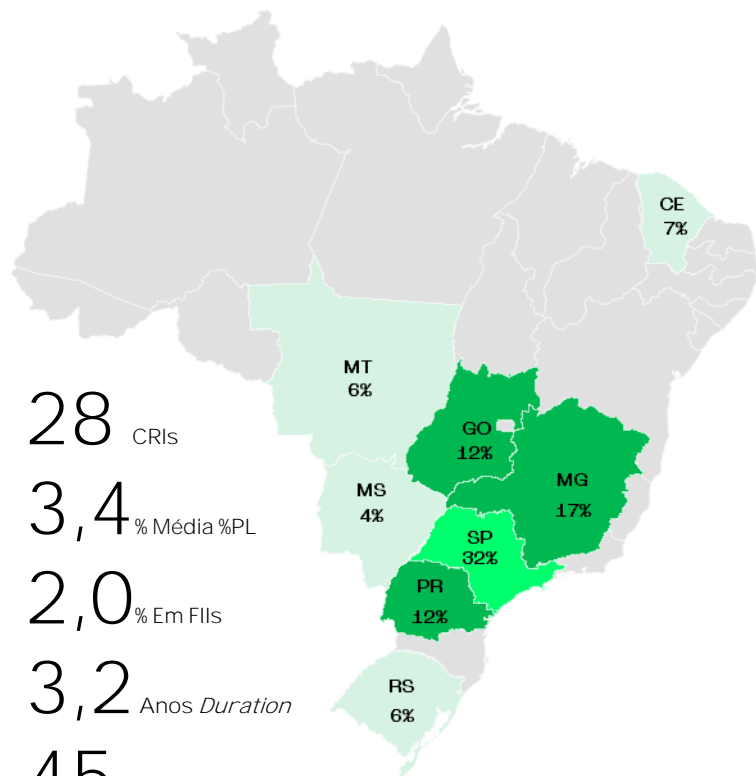 CE
7%
MT
6%
28 CRIs
GO
12%
3,4 % Média %PL
MS
4%
MG
17%
SP
32%
2,0 % Em FIIs
PR
12%
3,2 Anos Duration
RS
6%
45